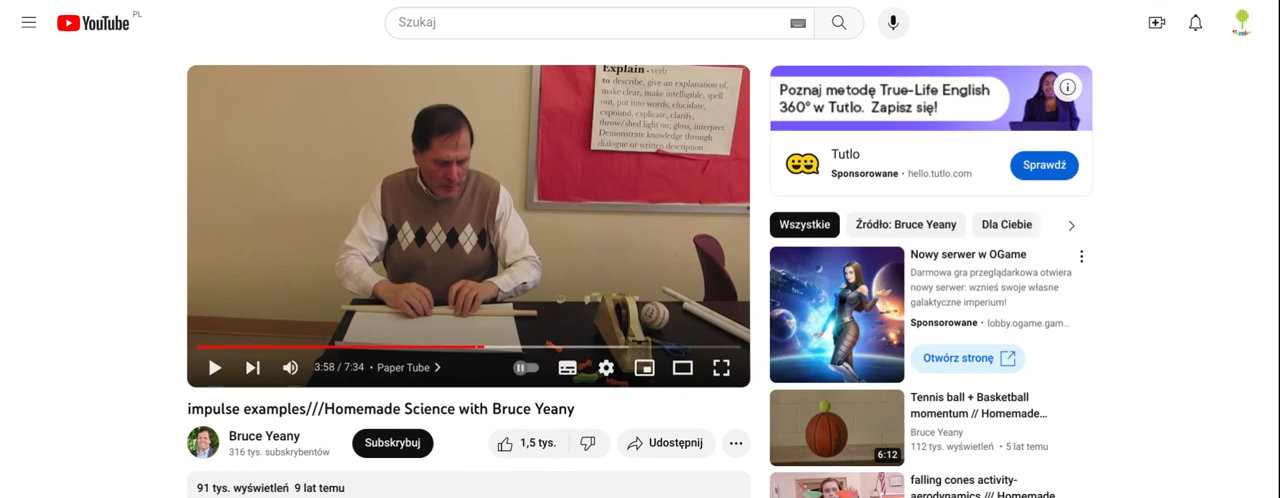 YouTube PL
Szukaj
Explain - verb
to describe, give an explanation of,
make clear, make intelligible, spell
out, put into words, elucidate,
expound, explicate, clarify,
throw/shed light on, gloss, interpret.
Demonstrate knowledge through
dialogue or written description
3:58 / 7:34 • Paper Tube
impulse examples///Homemade Science with Bruce Yeany
Bruce Yeany
316 tys. subskrybentów
Subskrybuj
1,5 tys.
Udostępnij
91 tys. wyświetleń 9 lat temu
Poznaj metodę True-Life English
360° w Tutlo. Zapisz się!
Tutlo
Sponsorowane · hello.tutlo.com
Sprawdź
Wszystkie
Źródło: Bruce Yeany
Dla Ciebie
Nowy serwer w OGame
Darmowa gra przeglądarkowa otwiera
nowy serwer: wznieś swoje własne
galaktyczne imperium!
Sponsorowane · lobby.ogame.gam...
Otwórz stronę
6:12
Tennis ball + Basketball
momentum // Homemade...
Bruce Yeany
112 tys. wyświetleń • 5 lat temu
falling cones activity-
aerodynamics /// Homemade